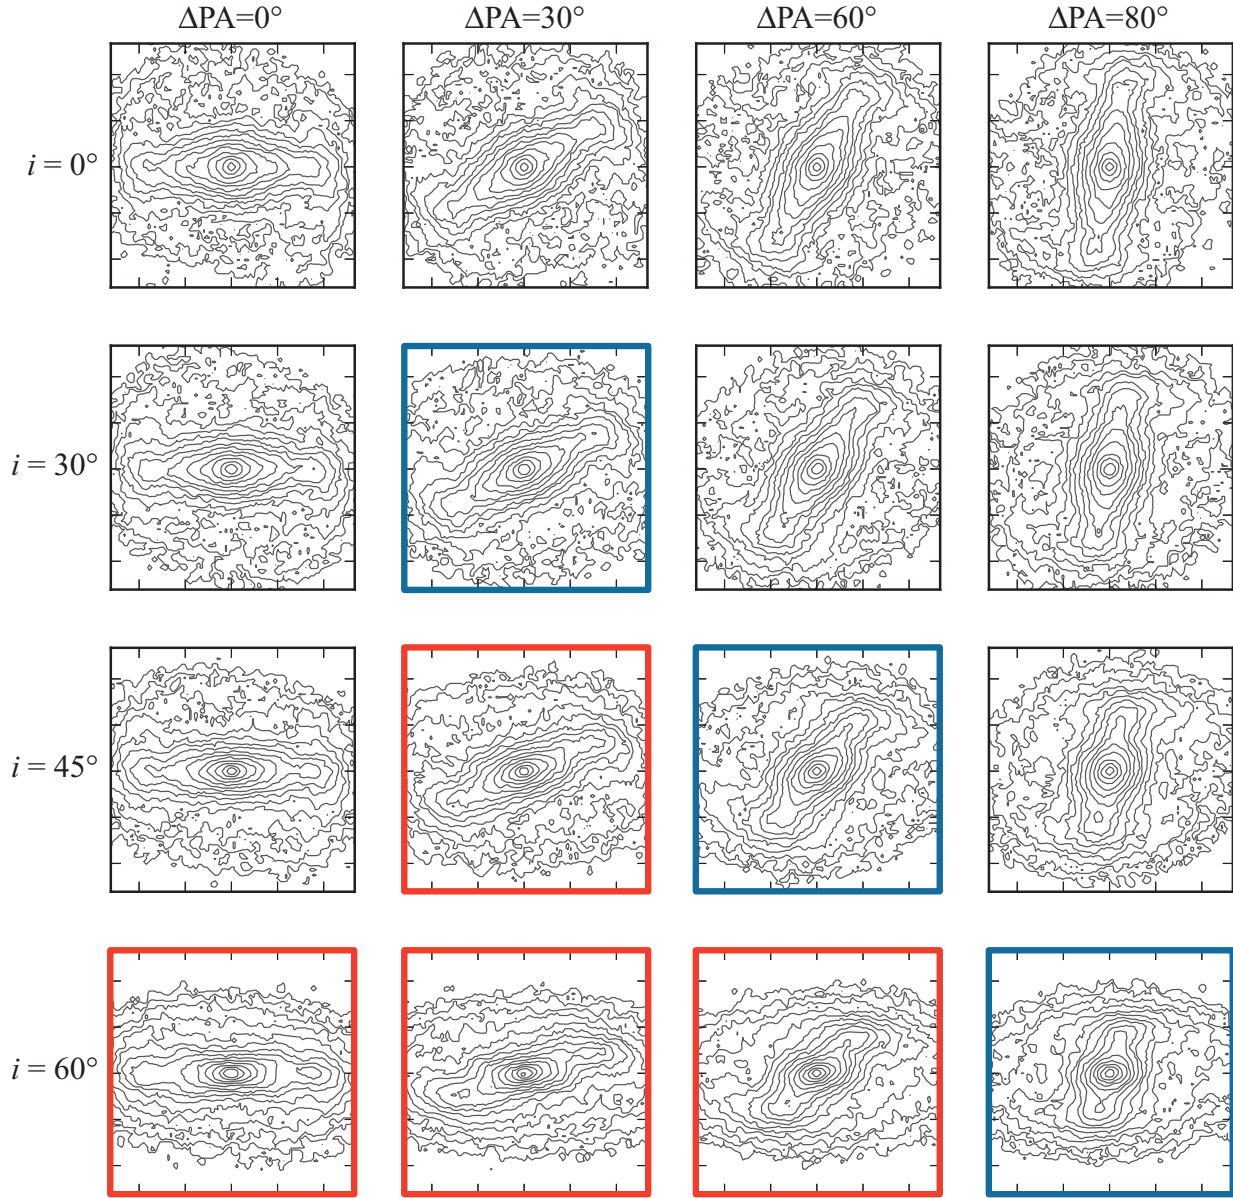 ΔPA=0° ΔPA=30° ΔPA=60° ΔPA=80°
i = 0°
i = 30°
i = 45°
i = 60°